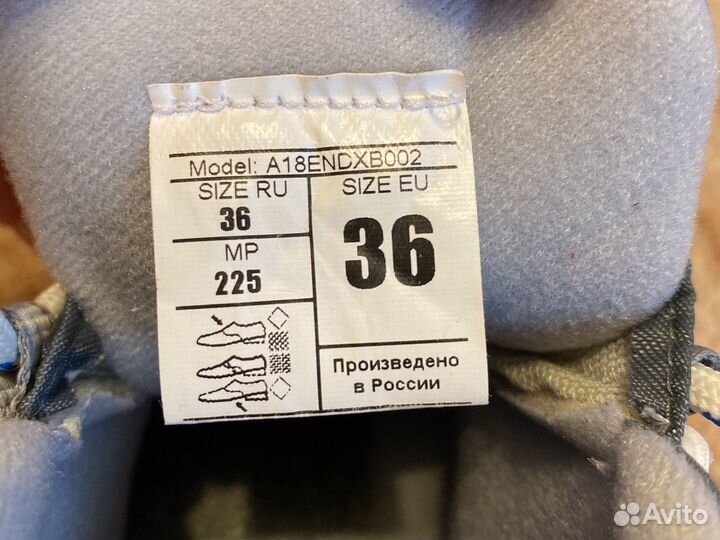 Model: A18ENDXB002
SIZE RU
36
MP
225
SIZE EU
36
Произведено
в России
Avito